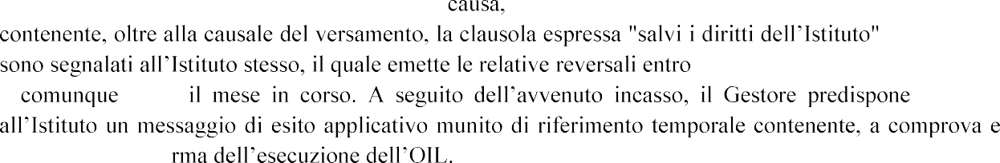 causa,
contenente, oltre alla causale del versamento, la clausola espressa "salvi i diritti dell’Istituto"
sono segnalati all’Istituto stesso, il quale emette le relative reversali entro
comunque il mese in corso. A seguito dell’avvenuto incasso, il Gestore predispone
all’Istituto un messaggio di esito applicativo munito di riferimento temporale contenente, a comprova e
rma dell’esecuzione dell’OIL.